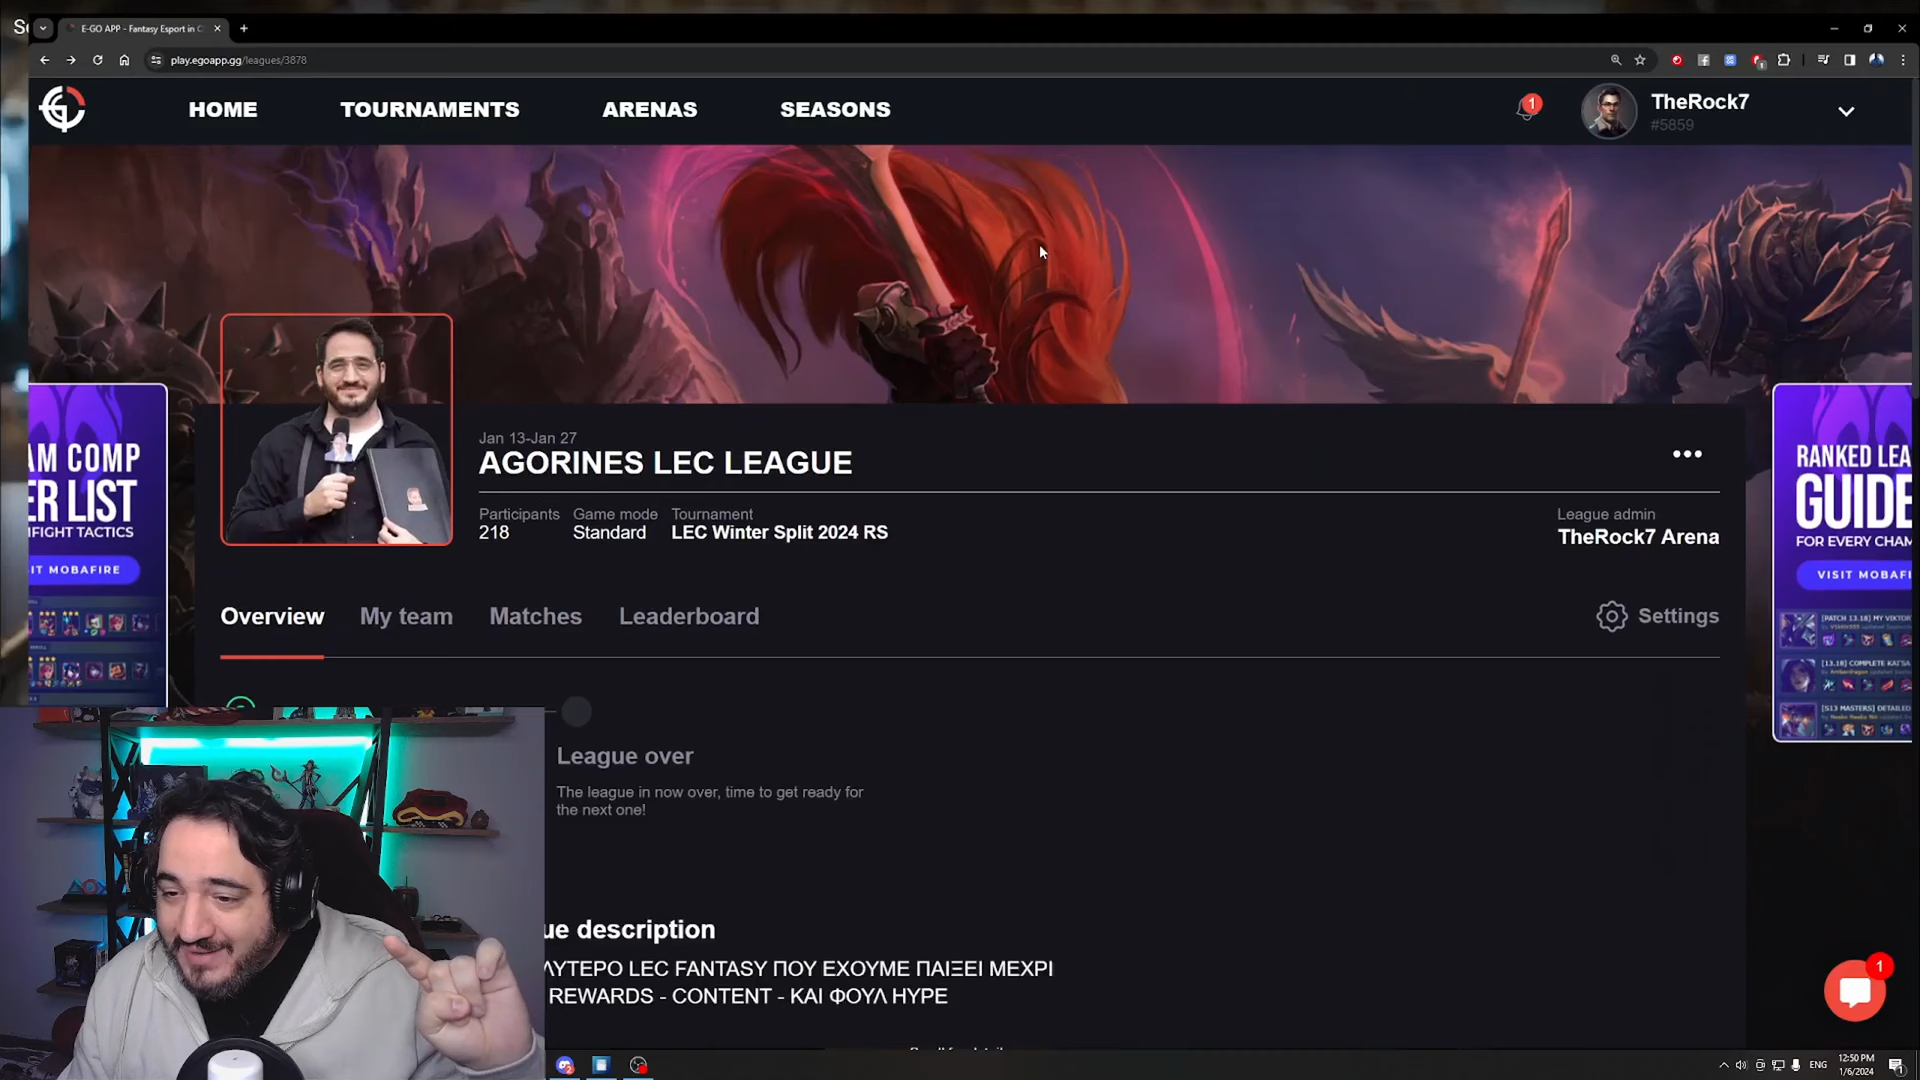 E-GO APP - Fantasy Esport in C
play.egoapp.gg/leagues/3878
HOME
TOURNAMENTS
ARENAS
SEASONS
1
TheRock7
#5859
Jan 13-Jan 27
AGORINES LEC LEAGUE
Participants
Game mode
Tournament
218
Standard
LEC Winter Split 2024 RS
League admin
TheRock7 Arena
Overview
My team
Matches
Leaderboard
Settings
AM COMP
ER LIST
FIGHT TACTICS
IT MOBAFIRE
RANKED LEA
GUIDE
FOR EVERY CHAM
VISIT MOBAFI
League over
The league in now over, time to get ready for
the next one!
ue description
ΛΥΤΕΡΟ LEC FANTASY ΠΟΥ ΕΧΟΥΜΕ ΠΑΙΞΕΙ ΜΕΧΡΙ
REWARDS - CONTENT - ΚΑΙ ΦΟΥΛ HYPE
1
ENG
12:50 PM
1/6/2024